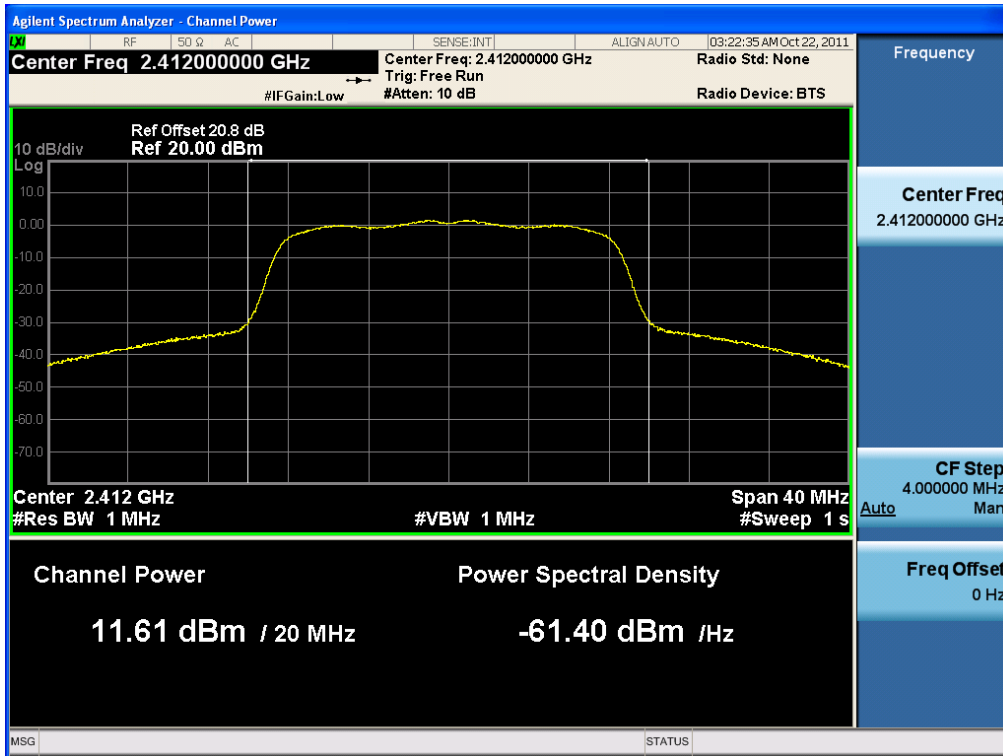 Agilent Spectrum Analyzer - Channel Power
LXI RF 50 Ω AC SENSE:INT ALIGN AUTO 03:22:35 AM Oct 22, 2011
Center Freq 2.412000000 GHz
Center Freq: 2.412000000 GHz
Radio Std: None
Trig: Free Run
#IFGain:Low
#Atten: 10 dB
Radio Device: BTS
Ref Offset 20.8 dB
10 dB/div Ref 20.00 dBm
Log
10.0
0.00
-10.0
-20.0
-30.0
-40.0
-50.0
-60.0
-70.0
Center 2.412 GHz Span 40 MHz
#Res BW 1 MHz #VBW 1 MHz #Sweep 1 s
Channel Power Power Spectral Density
11.61 dBm / 20 MHz -61.40 dBm /Hz
MSG STATUS
Frequency
Center Freq
2.412000000 GHz
CF Step
4.000000 MHz
Auto Man
Freq Offset
0 Hz